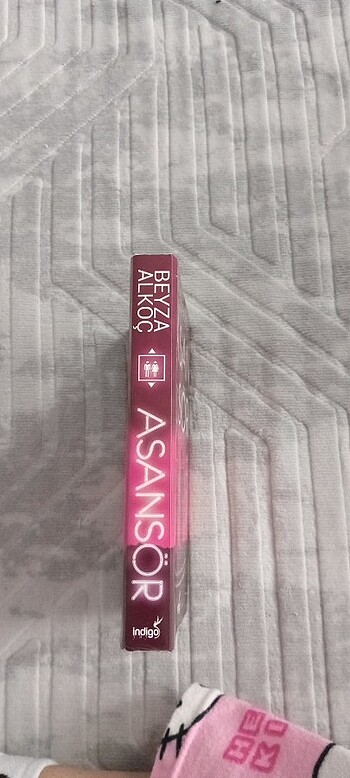 BEYZA
ALKOÇ
ASANSÖR
indigo